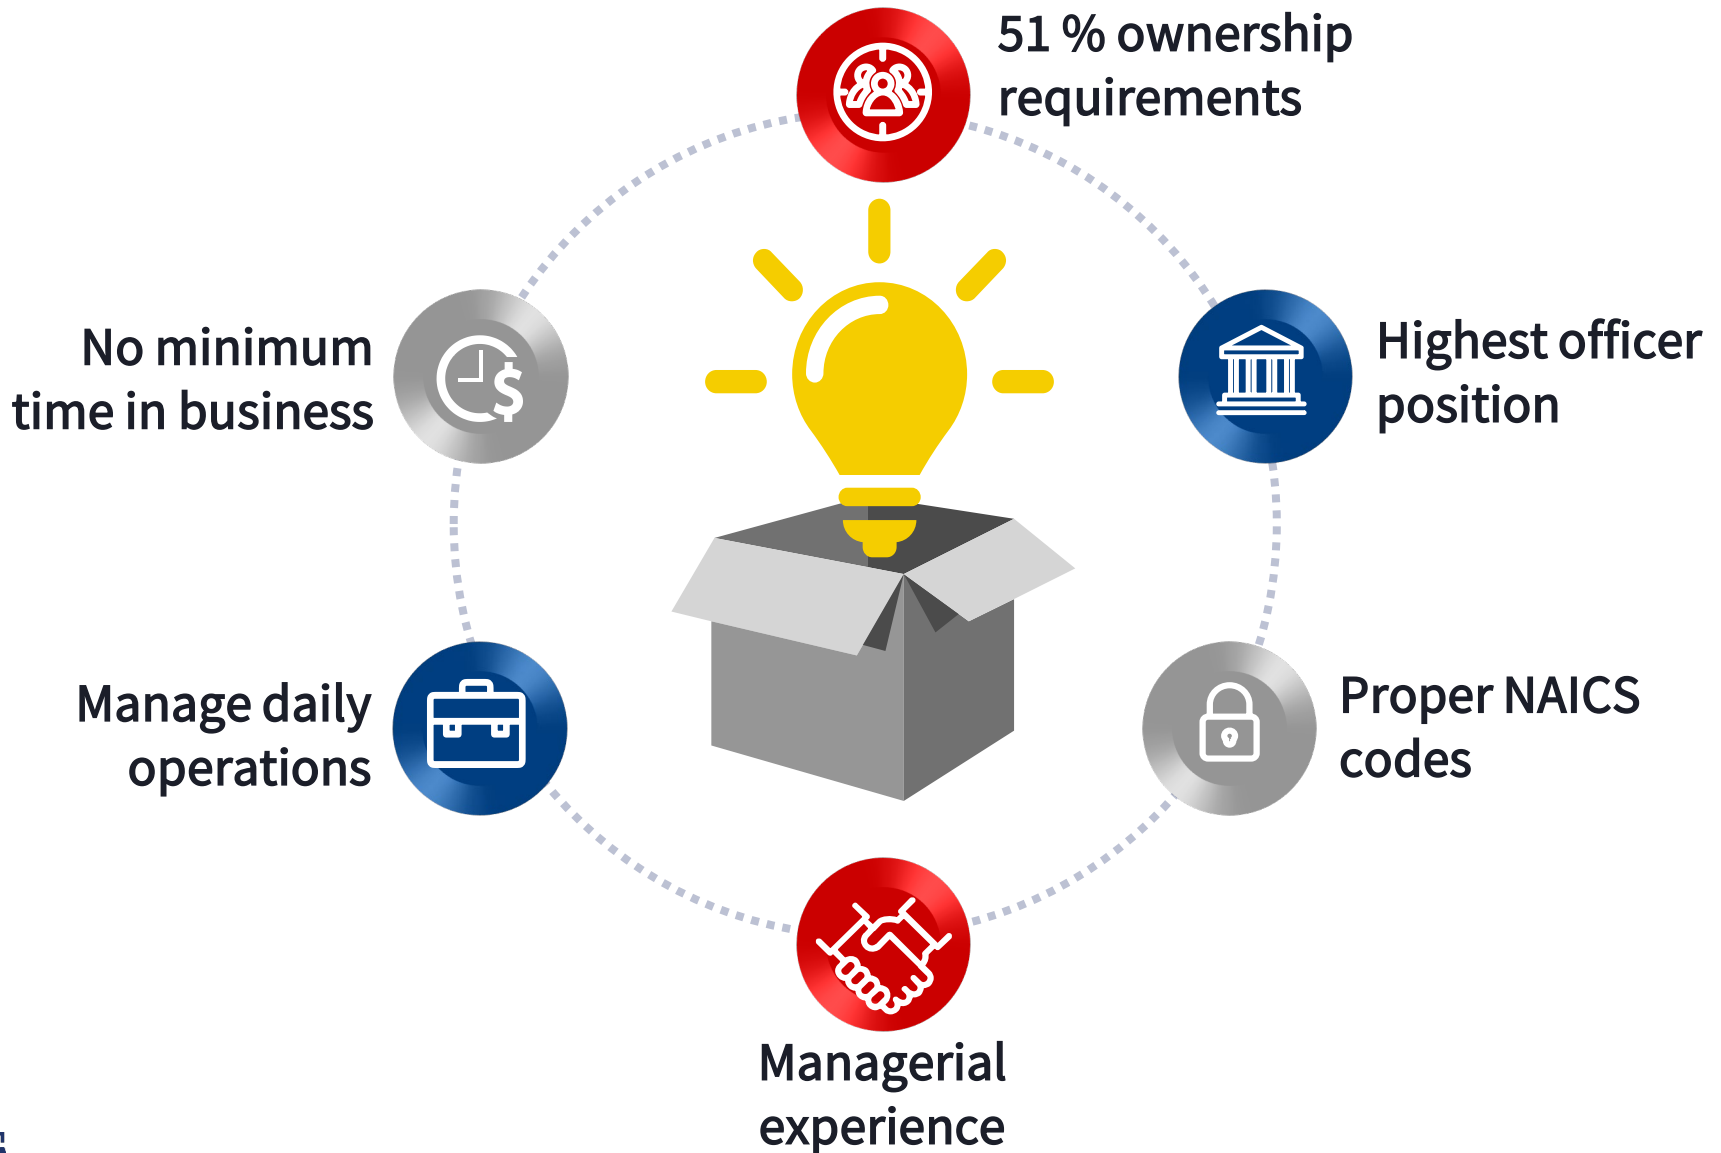 51 % ownership
requirements
Highest officer
position
Proper NAICS
codes
Managerial
experience
Manage daily
operations
No minimum
time in business